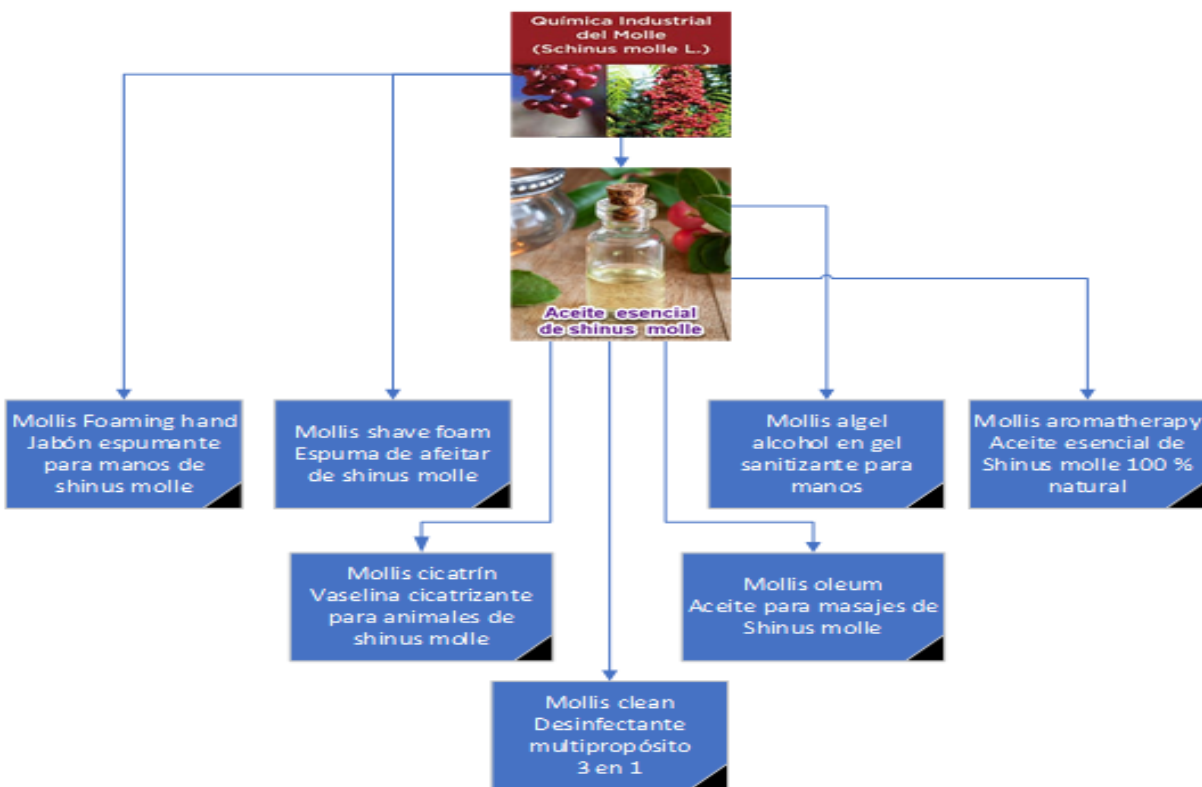 Química Industrial
del Molle
(Schinus molle L.)
Aceite esencial
de shinus molle
Mollis Foaming hand
Jabón espumante
para manos de
shinus molle
Mollis shave foam
Espuma de afeitar
de shinus molle
Mollis algel
alcohol en gel
sanitizante para
manos
Mollis aromatherapy
Aceite esencial de
Shinus molle 100 %
natural
Mollis cicatrín
Vaselina cicatrizante
para animales de
shinus molle
Mollis oleum
Aceite para masajes de
Shinus molle
Mollis clean
Desinfectante
multipropósito
3 en 1